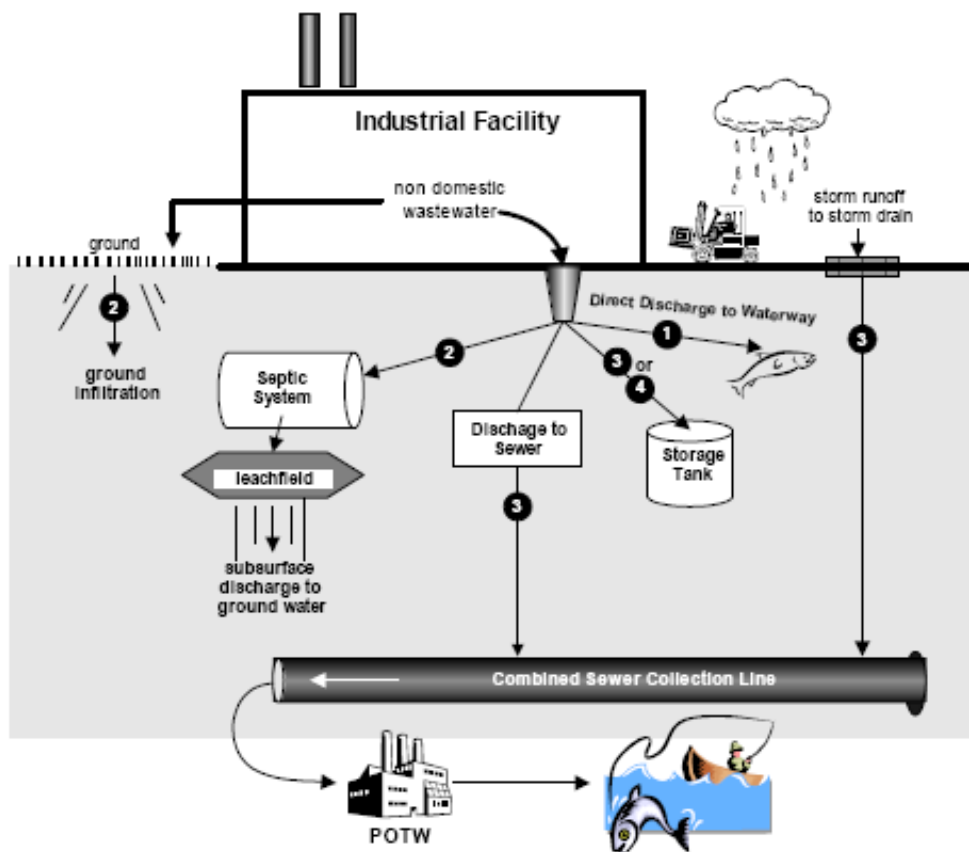 Industrial Facility
non domestic
wastewater
storm runoff
to storm drain
ground
2
ground
infiltration
Direct Discharge to Waterway
1
2
3
or
4
3
Septic
System
Dischage to
Sewer
Storage
Tank
leachfield
3
subsurface
discharge to
ground water
Combined Sewer Collection Line
POTW